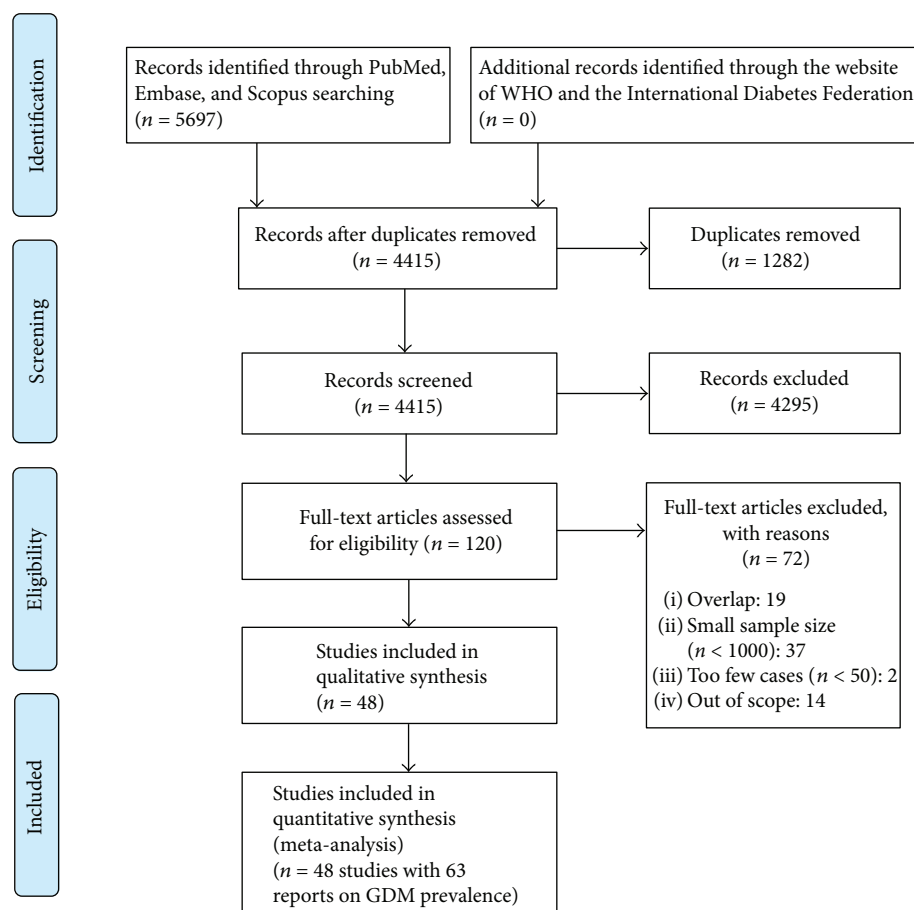 Identification
Records identified through PubMed,
Embase, and Scopus searching
(n = 5697)
Additional records identified through the website
of WHO and the International Diabetes Federation
(n = 0)
Records after duplicates removed
(n = 4415)
Duplicates removed
(n = 1282)
Screening
Records screened
(n = 4415)
Records excluded
(n = 4295)
Eligibility
Full-text articles assessed
for eligibility (n = 120)
Full-text articles excluded,
with reasons
(n = 72)
(i) Overlap: 19
(ii) Small sample size
(n < 1000): 37
(iii) Too few cases (n < 50): 2
(iv) Out of scope: 14
Studies included in
qualitative synthesis
(n = 48)
Included
Studies included in
quantitative synthesis
(meta-analysis)
(n = 48 studies with 63
reports on GDM prevalence)